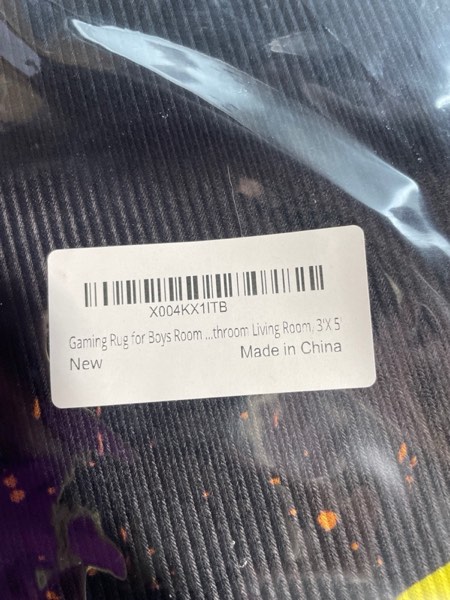 X004KX1ITB
Gaming Rug for Boys Room ...throom Living Room, 3'X 5'
New
Made in China